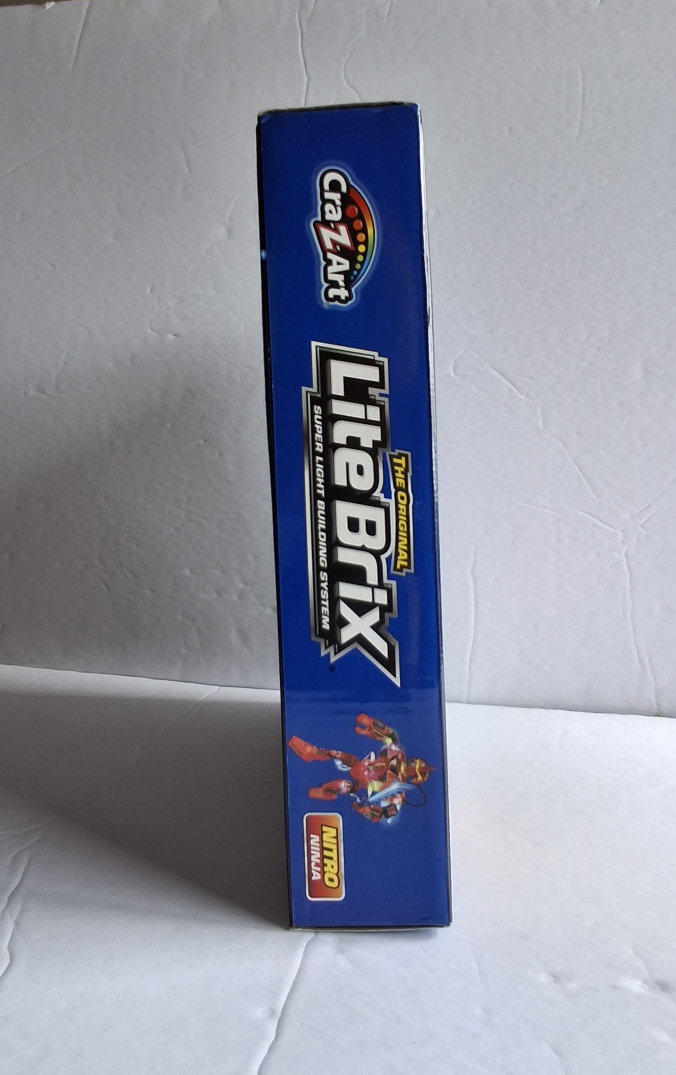 Cra-Z-Art
THE ORIGINAL
Lite Brix
SUPER LIGHT BUILDING SYSTEM
NITRO
NINJA